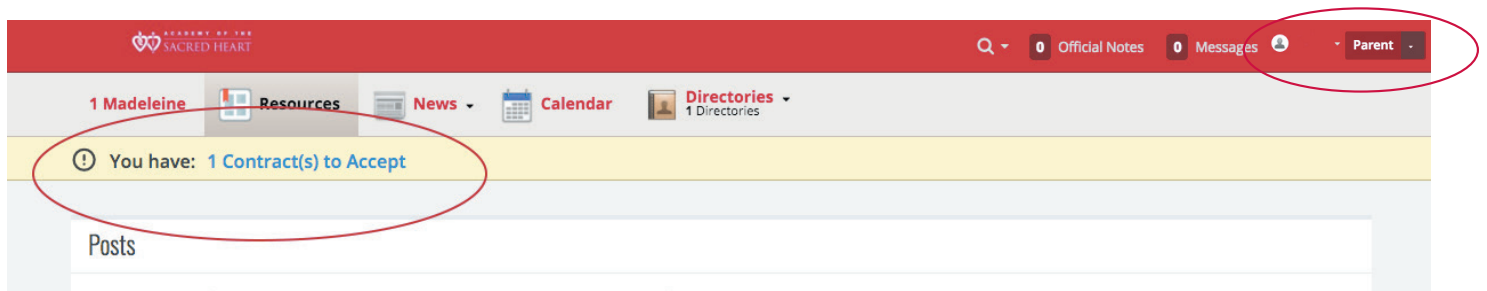 ACADEMY OF THE
SACRED HEART
0 Official Notes 0 Messages Parent
1 Madeleine Resources News Calendar Directories
1 Directories
You have: 1 Contract(s) to Accept
Posts